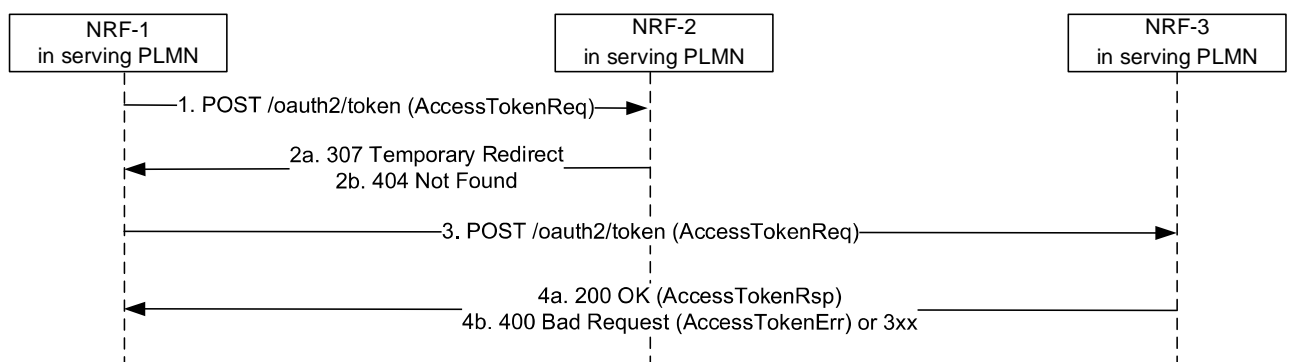 NRF-1
in serving PLMN
NRF-2
in serving PLMN
NRF-3
in serving PLMN
1. POST /oauth2/token (AccessTokenReq)
2a. 307 Temporary Redirect
2b. 404 Not Found
3. POST /oauth2/token (AccessTokenReq)
4a. 200 OK (AccessTokenRsp)
4b. 400 Bad Request (AccessTokenErr) or 3xx